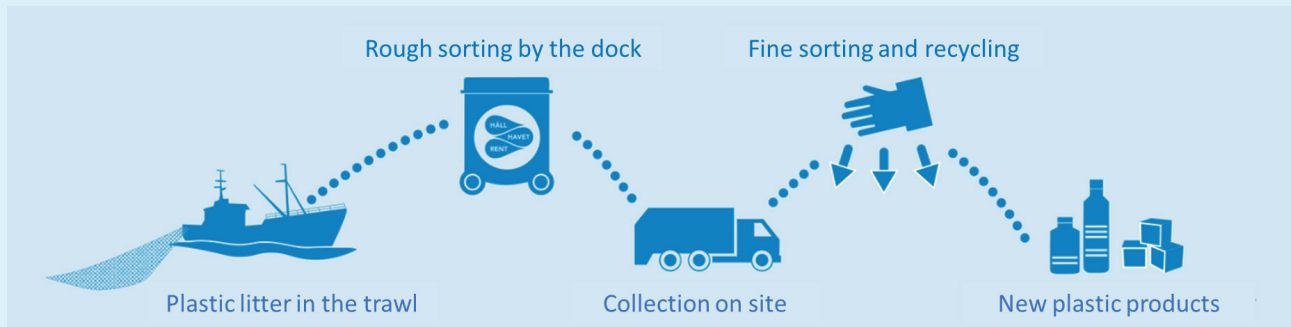 Rough sorting by the dock
Fine sorting and recycling
HÅLL
HAVET
RENT
Plastic litter in the trawl
Collection on site
New plastic products